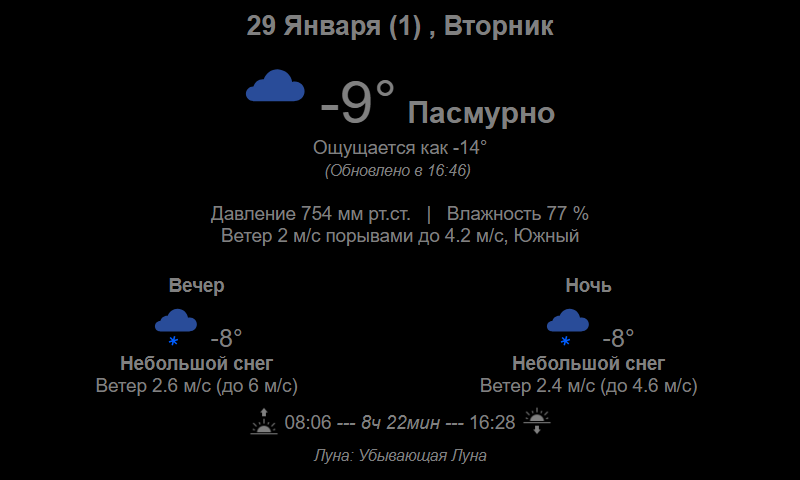 29 Января (1) , Вторник
-9° Пасмурно
Ощущается как -14°
(Обновлено в 16:46)
Давление 754 мм рт.ст. | Влажность 77 %
Ветер 2 м/с порывами до 4.2 м/с, Южный
Вечер Ночь
-8° -8°
Небольшой снег Небольшой снег
Ветер 2.6 м/с (до 6 м/с) Ветер 2.4 м/с (до 4.6 м/с)
08:06 --- 8ч 22мин --- 16:28
Луна: Убывающая Луна